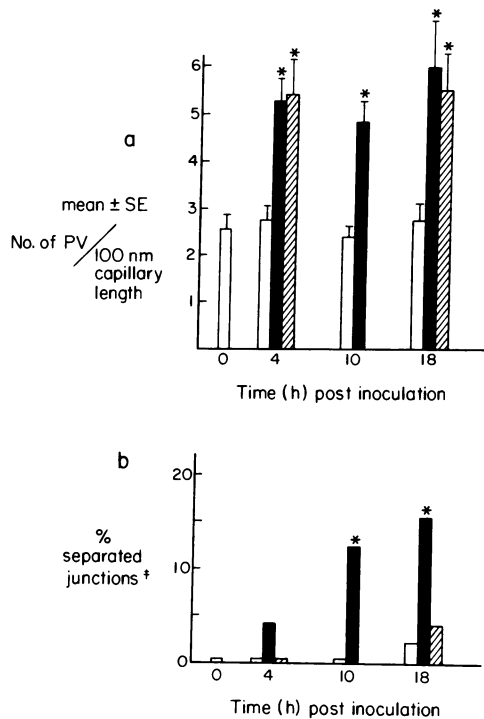 a
6
5
4
3
2
1
mean ± SE
No. of PV / 100 nm
capillary
length
* * * * *
0 4 10 18
Time (h) post inoculation
b
20
10
0
%
separated
junctions ‡
* *
0 4 10 18
Time (h) post inoculation